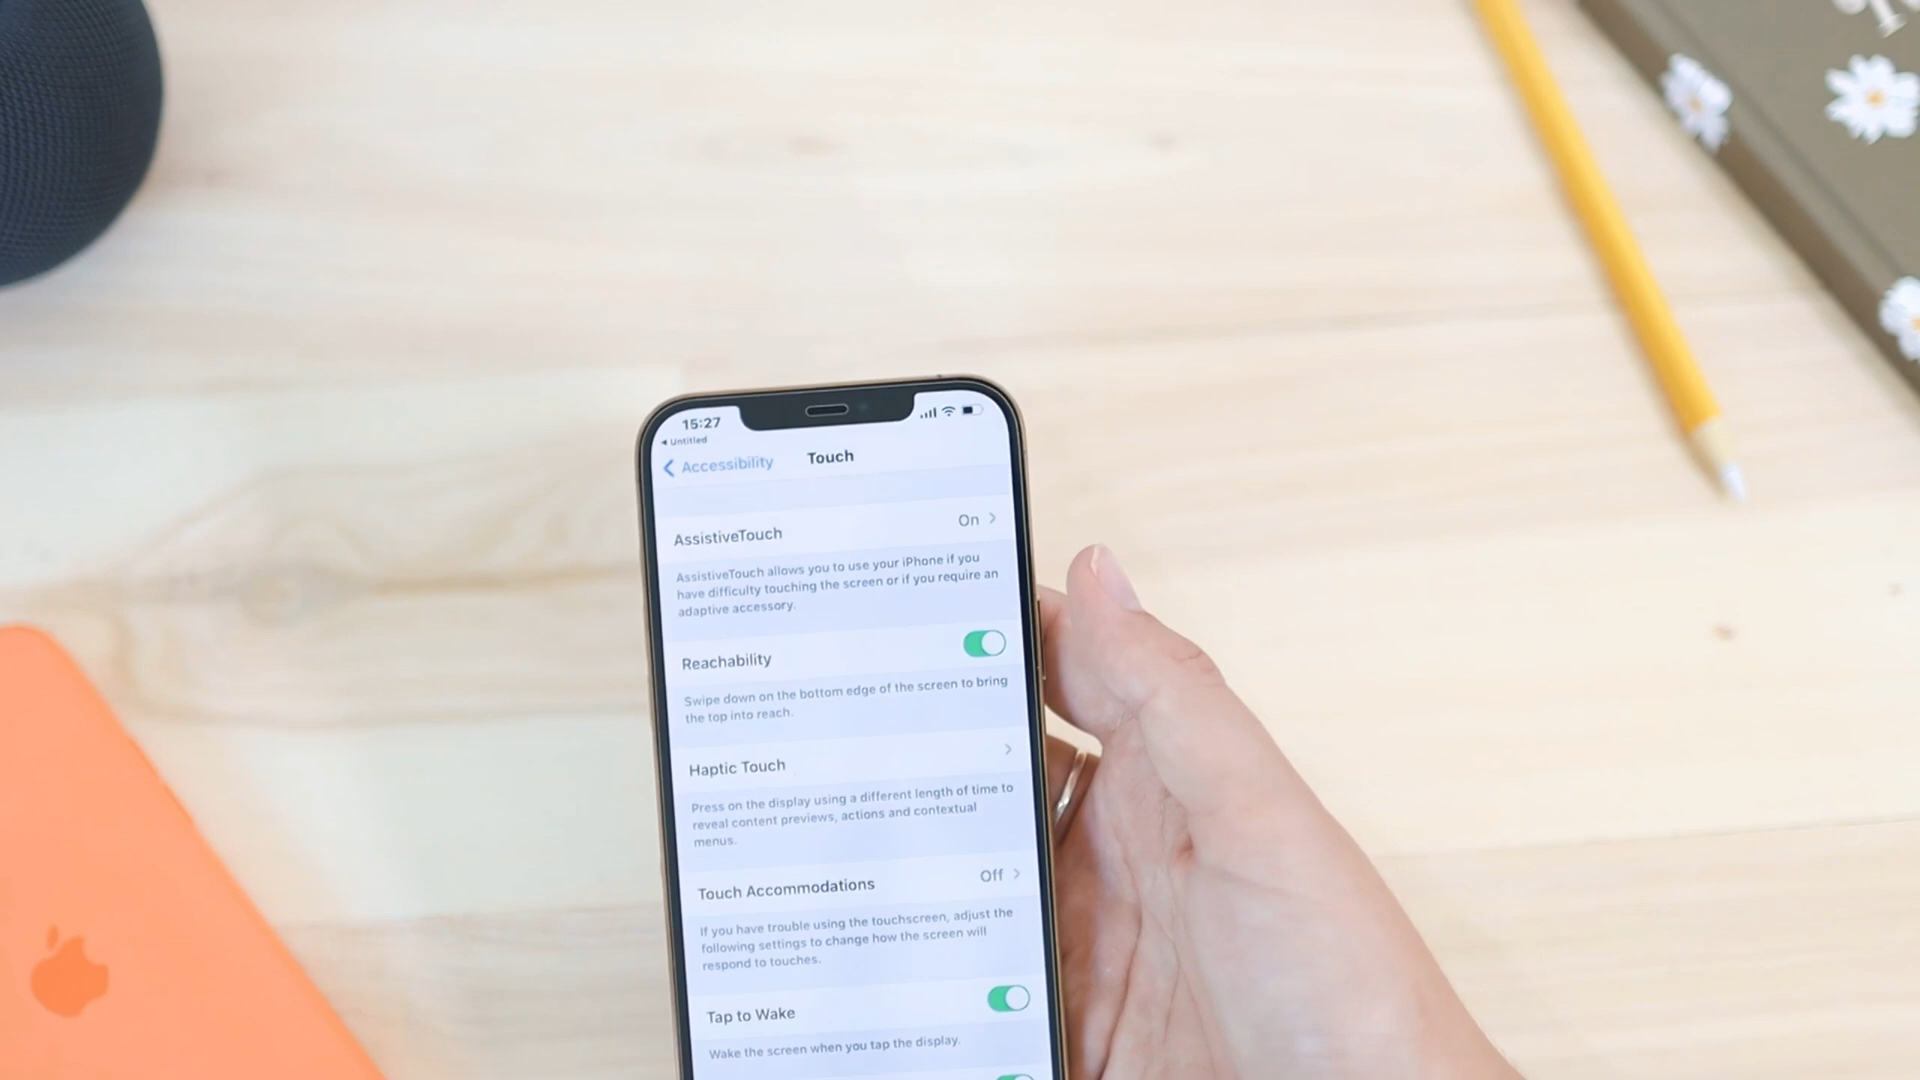 15:27
◀ Untitled
Accessibility
Touch
AssistiveTouch
On
AssistiveTouch allows you to use your iPhone if you
have difficulty touching the screen or if you require an
adaptive accessory.
Reachability
Swipe down on the bottom edge of the screen to bring
the top into reach.
Haptic Touch
Press on the display using a different length of time to
reveal content previews, actions and contextual
menus.
Touch Accommodations
Off
If you have trouble using the touchscreen, adjust the
following settings to change how the screen will
respond to touches.
Tap to Wake
Wake the screen when you tap the display.